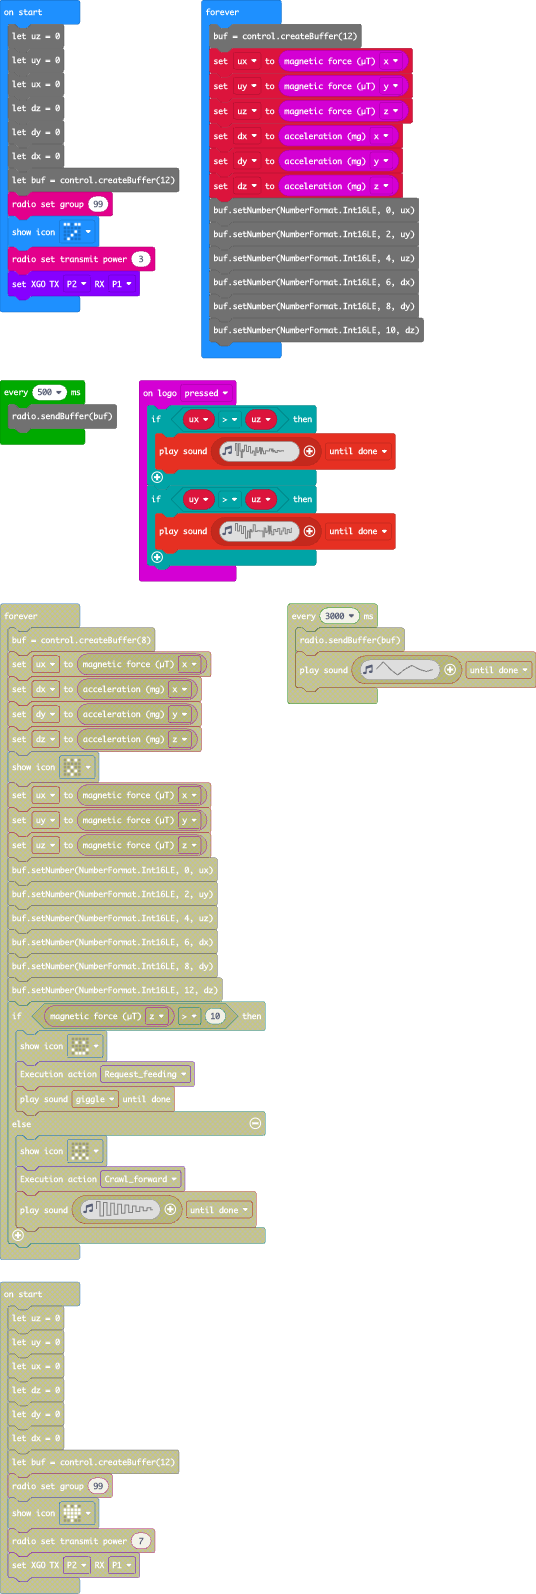 on start
let uz = 0
let uy = 0
let ux = 0
let dz = 0
let dy = 0
let dx = 0
let buf = control.createBuffer(12)
radio set group 99
show icon
radio set transmit power 3
set XGO TX P2 RX P1
forever
buf = control.createBuffer(12)
set ux to magnetic force (µT) x
set uy to magnetic force (µT) y
set uz to magnetic force (µT) z
set dx to acceleration (mg) x
set dy to acceleration (mg) y
set dz to acceleration (mg) z
buf.setNumber(NumberFormat.Int16LE, 0, ux)
buf.setNumber(NumberFormat.Int16LE, 2, uy)
buf.setNumber(NumberFormat.Int16LE, 4, uz)
buf.setNumber(NumberFormat.Int16LE, 6, dx)
buf.setNumber(NumberFormat.Int16LE, 8, dy)
buf.setNumber(NumberFormat.Int16LE, 10, dz)
every 500 ms
radio.sendBuffer(buf)
on logo pressed
if ux > uz then
play sound until done
if uy > uz then
play sound until done
forever
buf = control.createBuffer(8)
set ux to magnetic force (µT) x
set dx to acceleration (mg) x
set dy to acceleration (mg) y
set dz to acceleration (mg) z
show icon
set ux to magnetic force (µT) x
set uy to magnetic force (µT) y
set uz to magnetic force (µT) z
buf.setNumber(NumberFormat.Int16LE, 0, ux)
buf.setNumber(NumberFormat.Int16LE, 2, uy)
buf.setNumber(NumberFormat.Int16LE, 4, uz)
buf.setNumber(NumberFormat.Int16LE, 6, dx)
buf.setNumber(NumberFormat.Int16LE, 8, dy)
buf.setNumber(NumberFormat.Int16LE, 12, dz)
if magnetic force (µT) z > 10 then
show icon
Execution action Request_feeding
play sound giggle until done
else
show icon
Execution action Crawl_forward
play sound until done
every 3000 ms
radio.sendBuffer(buf)
play sound until done
on start
let uz = 0
let uy = 0
let ux = 0
let dz = 0
let dy = 0
let dx = 0
let buf = control.createBuffer(12)
radio set group 99
show icon
radio set transmit power 7
set XGO TX P2 RX P1